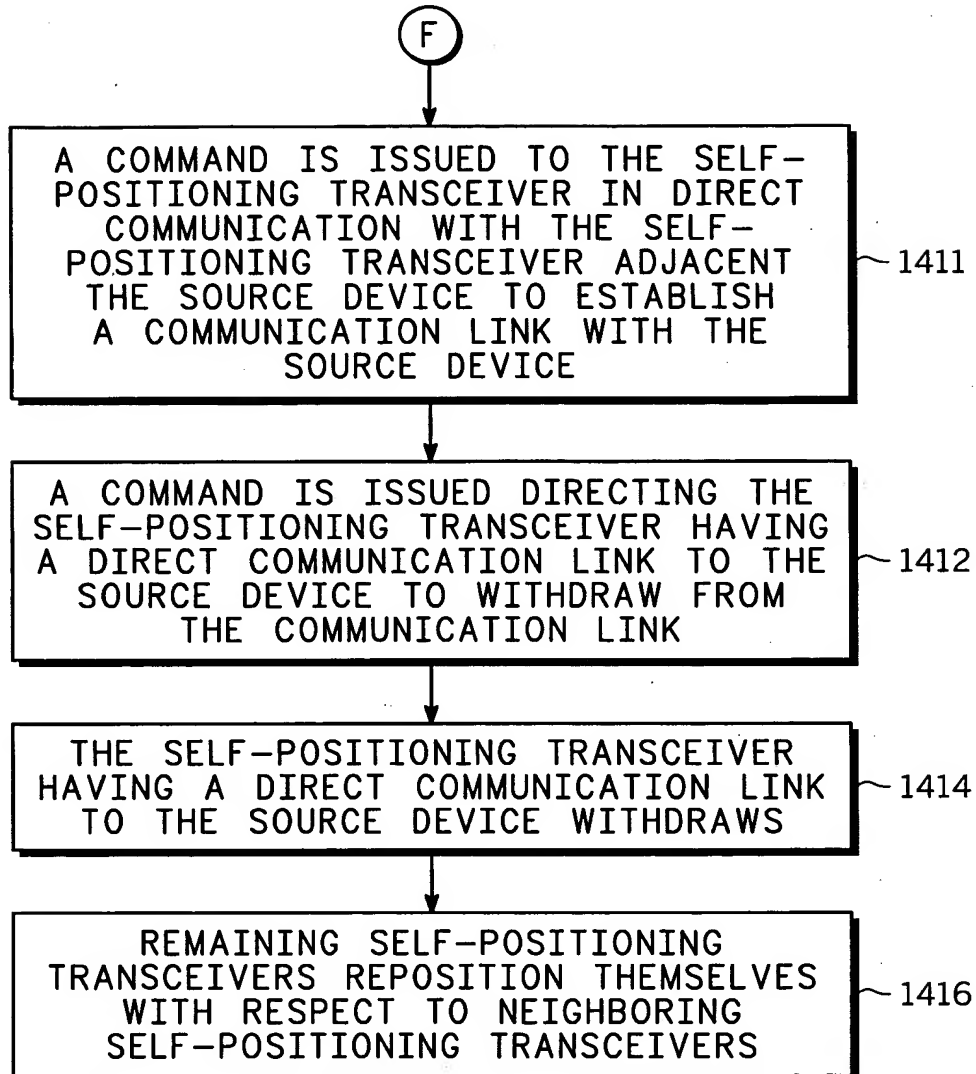 F
A COMMAND IS ISSUED TO THE SELF-
POSITIONING TRANSCEIVER IN DIRECT
COMMUNICATION WITH THE SELF-
POSITIONING TRANSCEIVER ADJACENT
THE SOURCE DEVICE TO ESTABLISH
A COMMUNICATION LINK WITH THE
SOURCE DEVICE
1411
A COMMAND IS ISSUED DIRECTING THE
SELF-POSITIONING TRANSCEIVER HAVING
A DIRECT COMMUNICATION LINK TO THE
SOURCE DEVICE TO WITHDRAW FROM
THE COMMUNICATION LINK
1412
THE SELF-POSITIONING TRANSCEIVER
HAVING A DIRECT COMMUNICATION LINK
TO THE SOURCE DEVICE WITHDRAWS
1414
REMAINING SELF-POSITIONING
TRANSCEIVERS REPOSITION THEMSELVES
WITH RESPECT TO NEIGHBORING
SELF-POSITIONING TRANSCEIVERS
1416